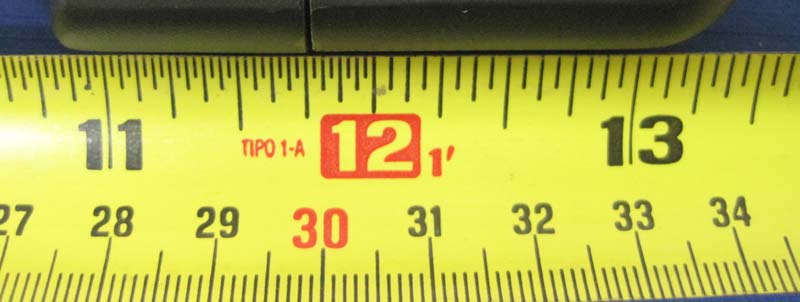 11 TIPO 1-A 12 1' 13
27 28 29 30 31 32 33 34